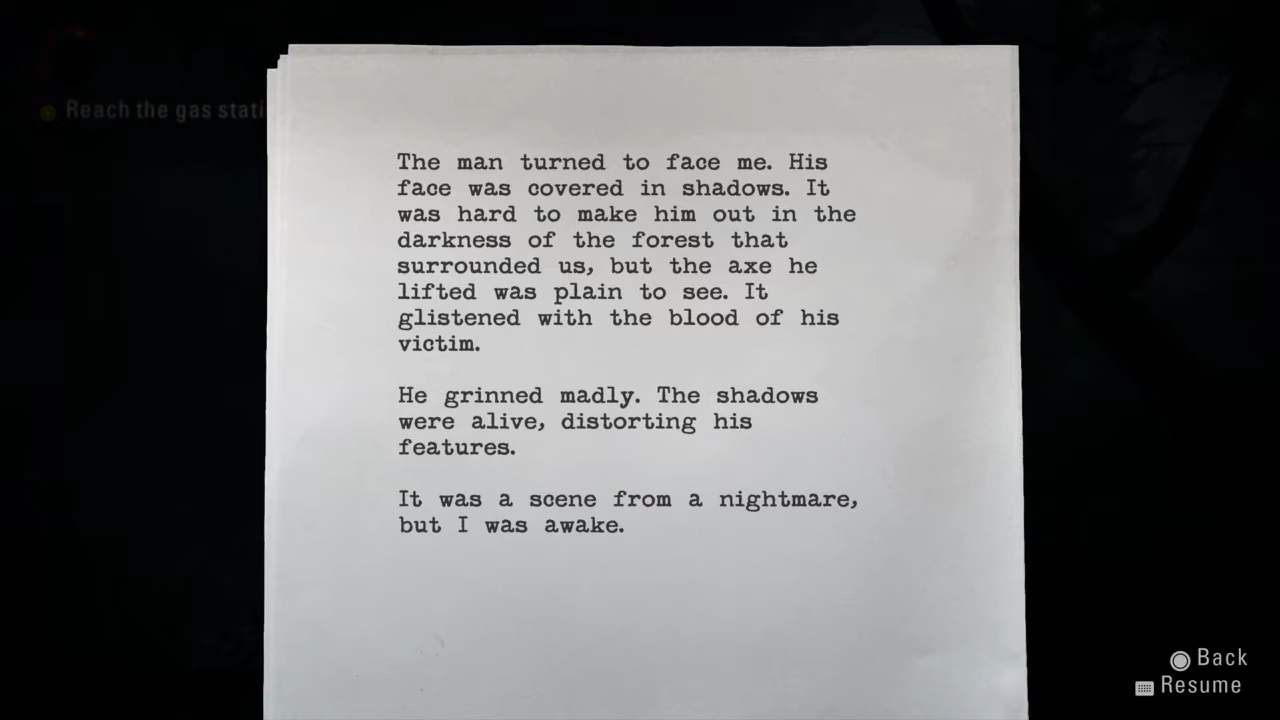 Reach the gas stati
The man turned to face me. His
face was covered in shadows. It
was hard to make him out in the
darkness of the forest that
surrounded us, but the axe he
lifted was plain to see. It
glistened with the blood of his
victim.
He grinned madly. The shadows
were alive, distorting his
features.
It was a scene from a nightmare,
but I was awake.
Back
Resume